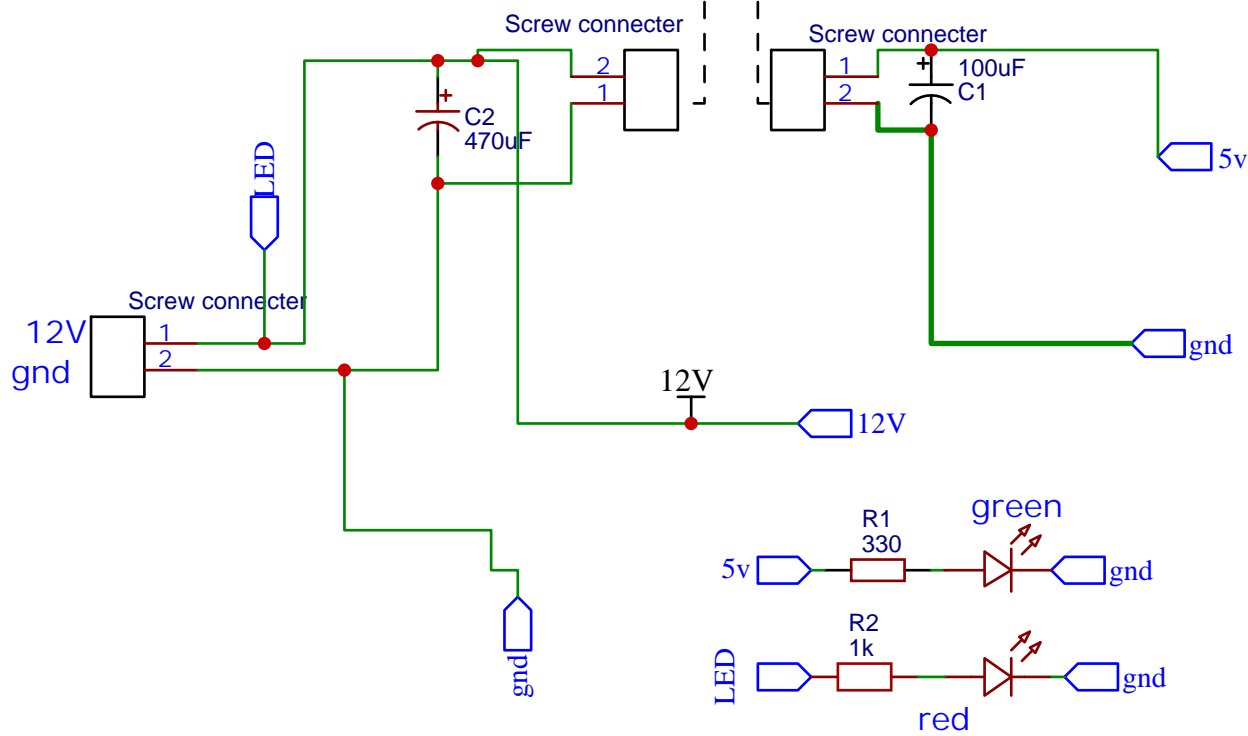 Screw connecter
2
1
Screw connecter
1
2
+
100uF
C1
+
C2
470uF
5v
LED
Screw connecter
12V
gnd
1
2
gnd
12V
12V
gnd
green
R1
330
5v
gnd
R2
1k
LED
gnd
red